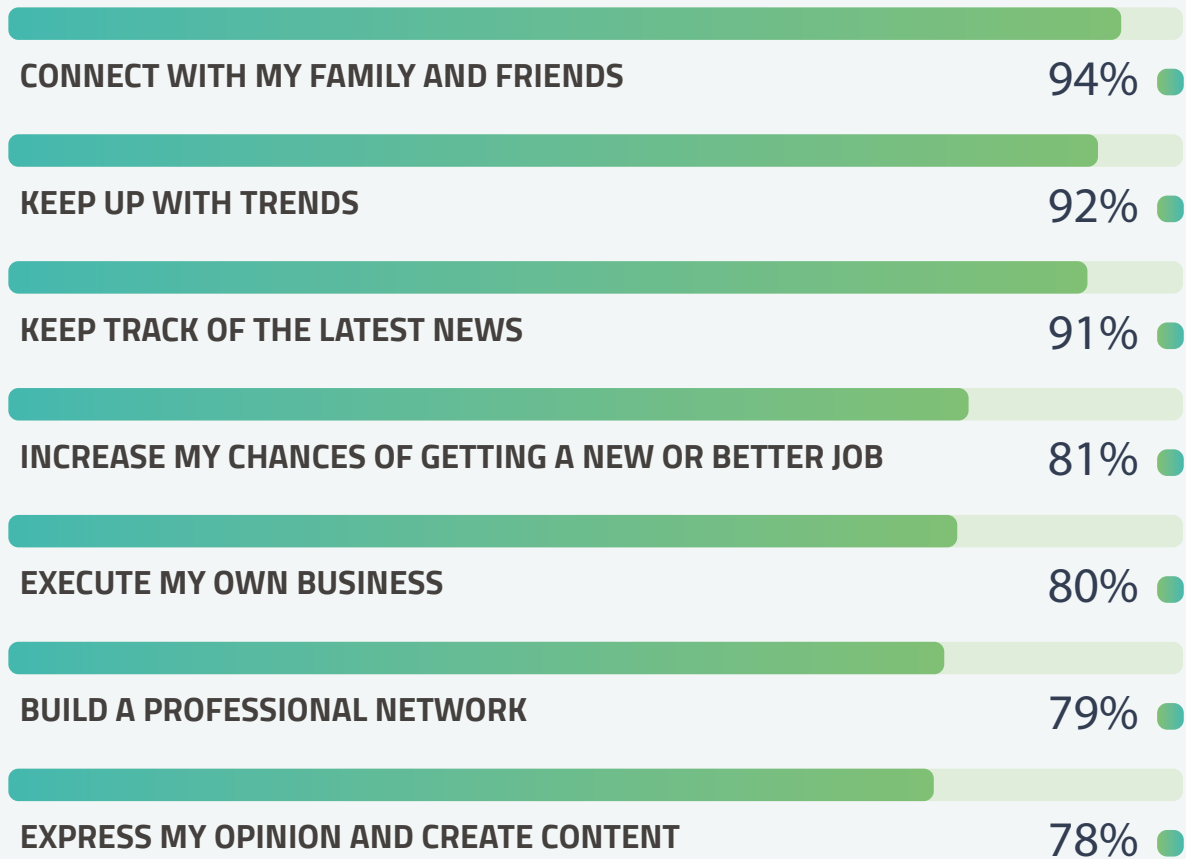 CONNECT WITH MY FAMILY AND FRIENDS 94%
KEEP UP WITH TRENDS 92%
KEEP TRACK OF THE LATEST NEWS 91%
INCREASE MY CHANCES OF GETTING A NEW OR BETTER JOB 81%
EXECUTE MY OWN BUSINESS 80%
BUILD A PROFESSIONAL NETWORK 79%
EXPRESS MY OPINION AND CREATE CONTENT 78%